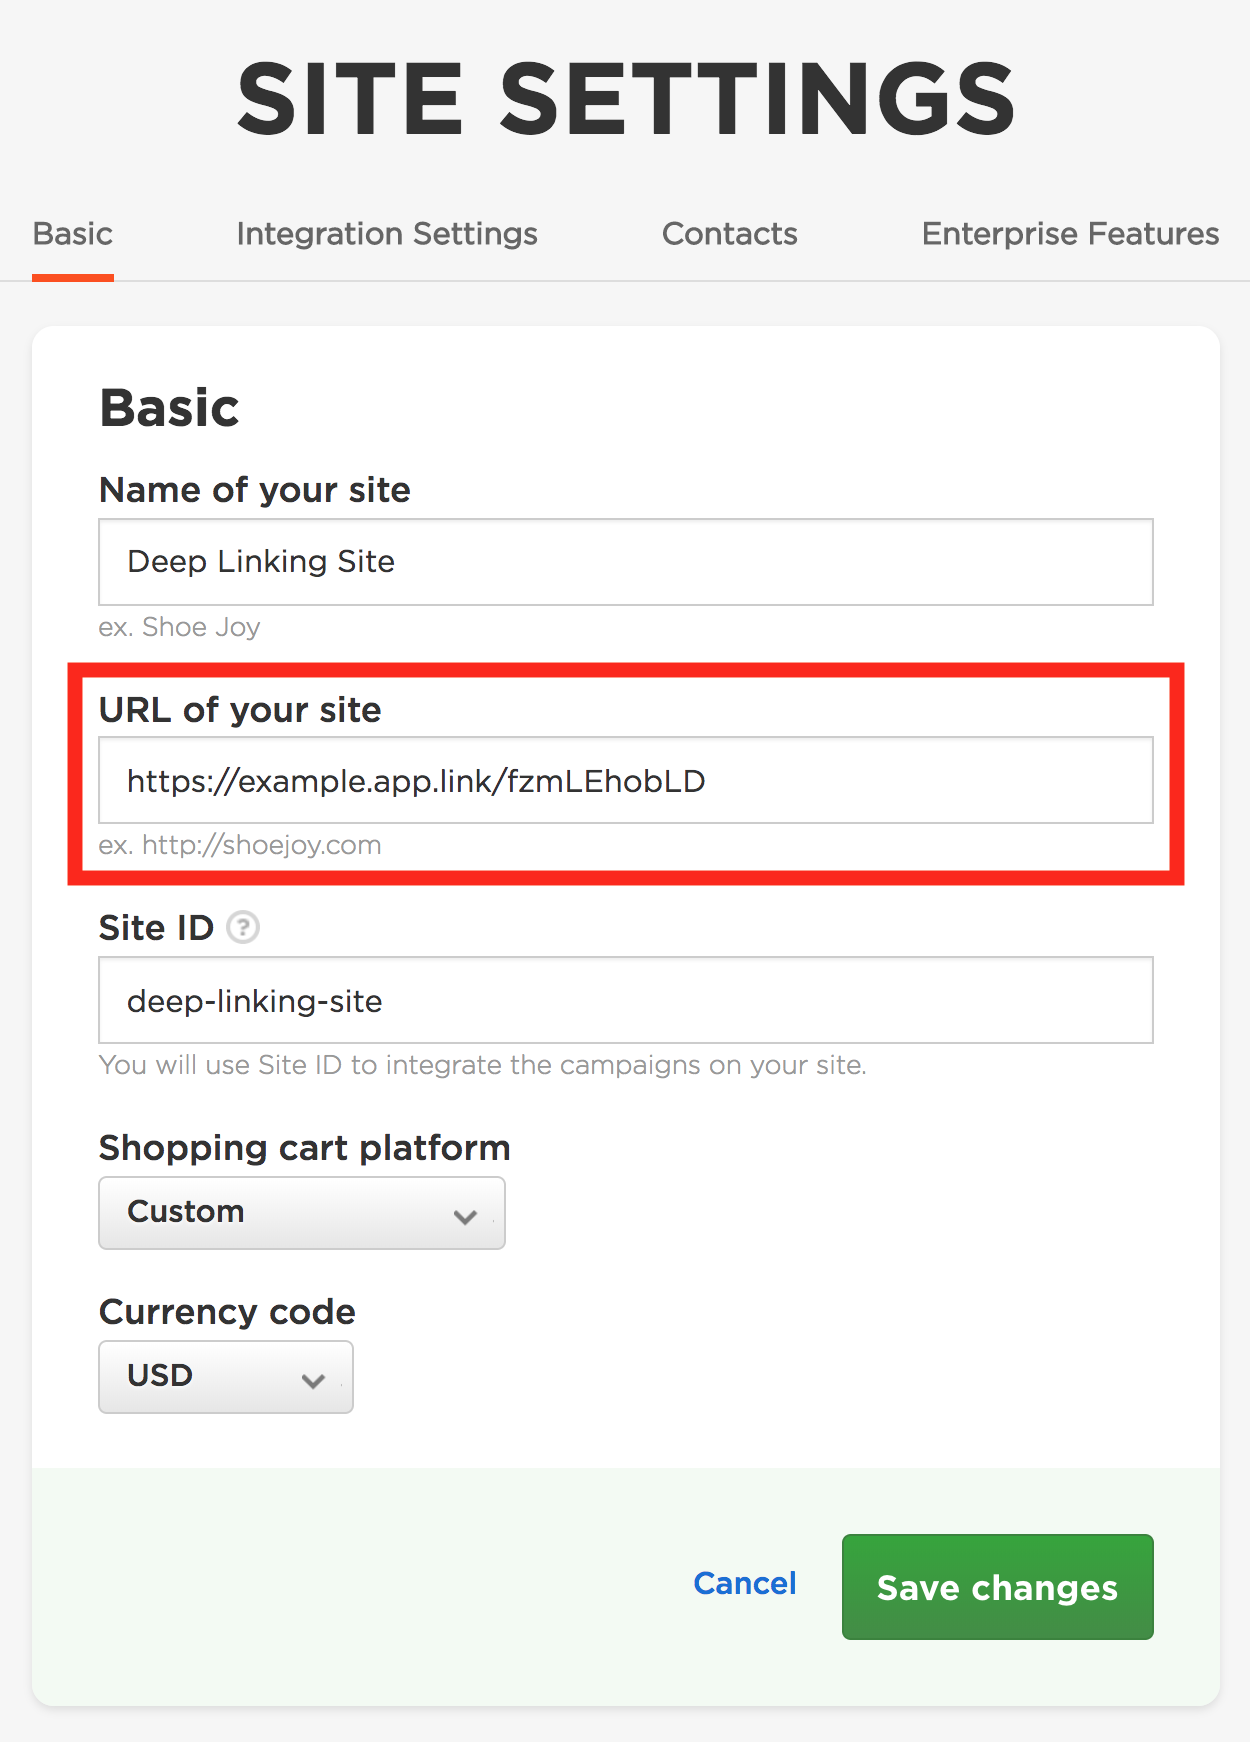 SITE SETTINGS
Basic Integration Settings Contacts Enterprise Features
Basic
Name of your site
Deep Linking Site
ex. Shoe Joy
URL of your site
https://example.app.link/fzmLEhobLD
ex. http://shoejoy.com
Site ID ?
deep-linking-site
You will use Site ID to integrate the campaigns on your site.
Shopping cart platform
Custom
Currency code
USD
Cancel Save changes